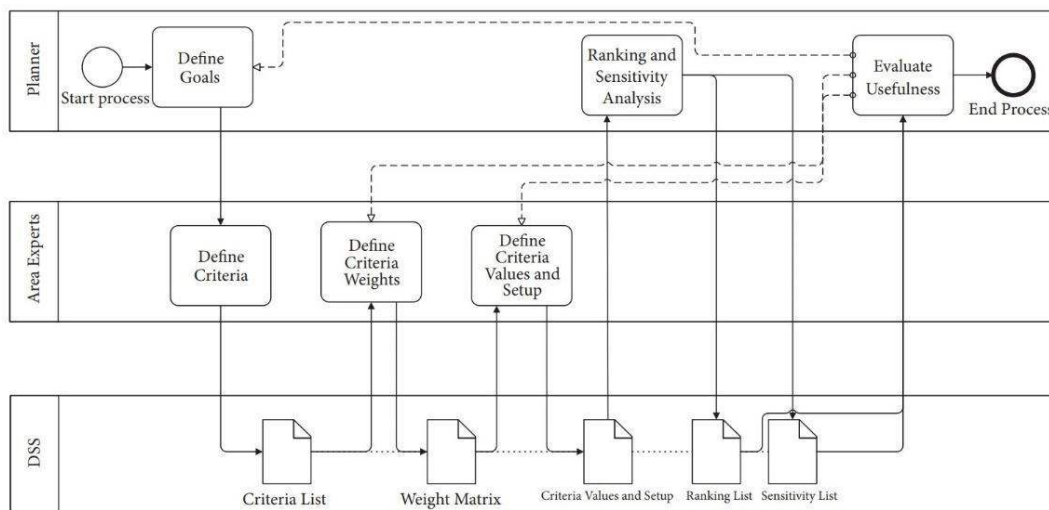 Planner
Start process
Define
Goals
Ranking and
Sensitivity
Analysis
Evaluate
Usefulness
End Process
Area Experts
Define
Criteria
Define
Criteria
Weights
Define
Criteria
Values and
Setup
DSS
Criteria List
Weight Matrix
Criteria Values and Setup
Ranking List
Sensitivity List